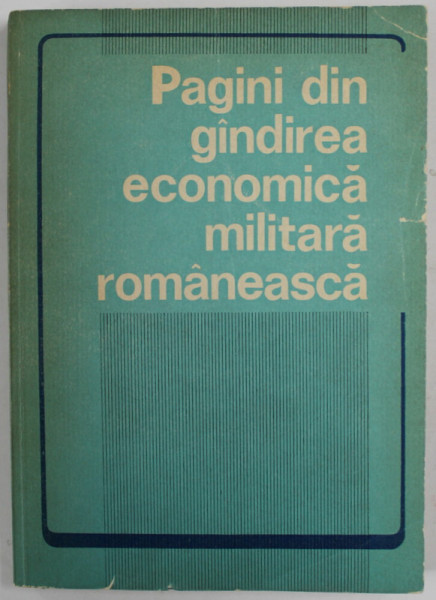 Pagini din
gîndirea
economică
militară
românească